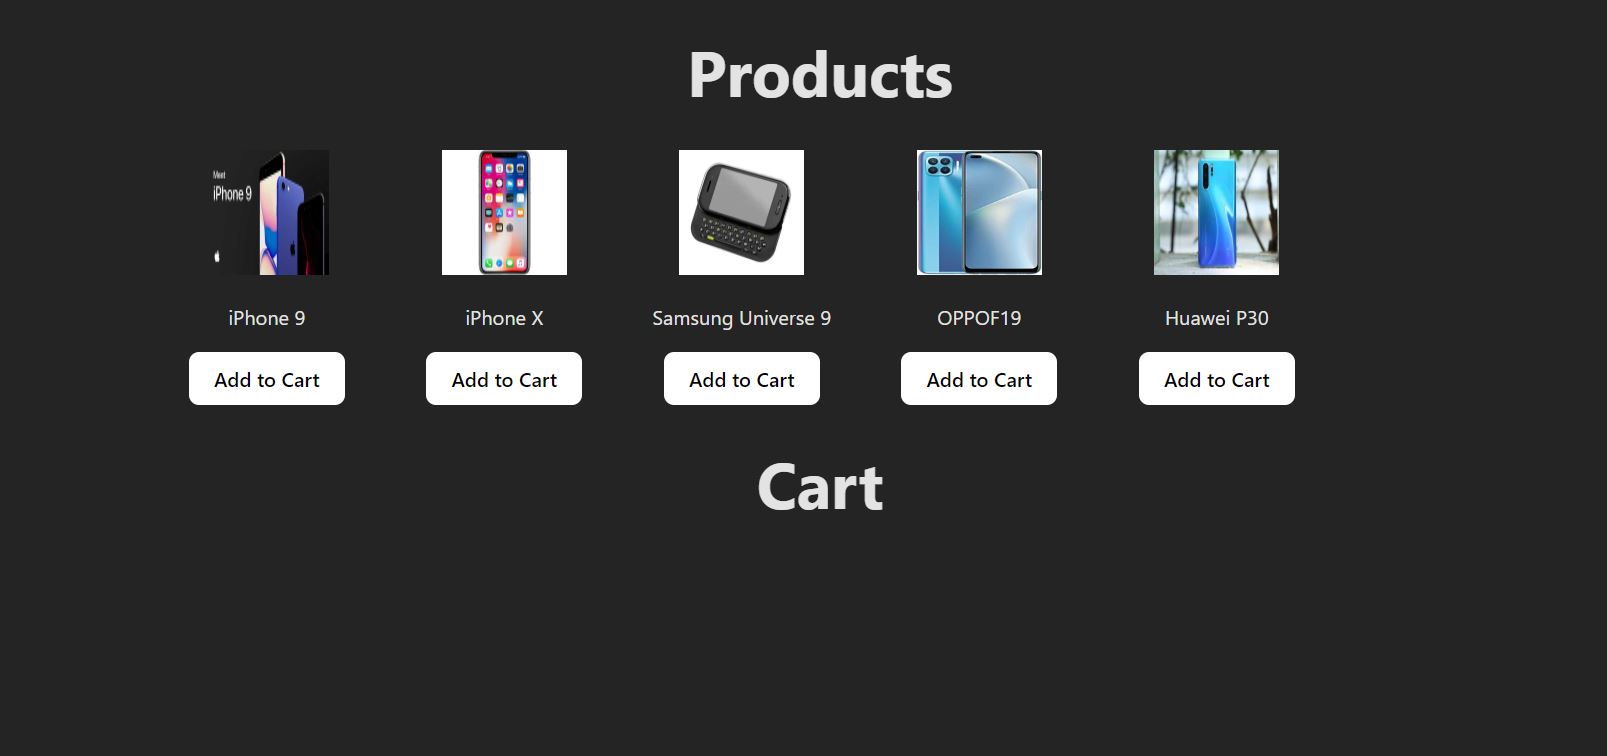 Products
Meet
iPhone 9
iPhone 9
iPhone X
Samsung Universe 9
OPPOF19
Huawei P30
Add to Cart
Add to Cart
Add to Cart
Add to Cart
Add to Cart
Cart